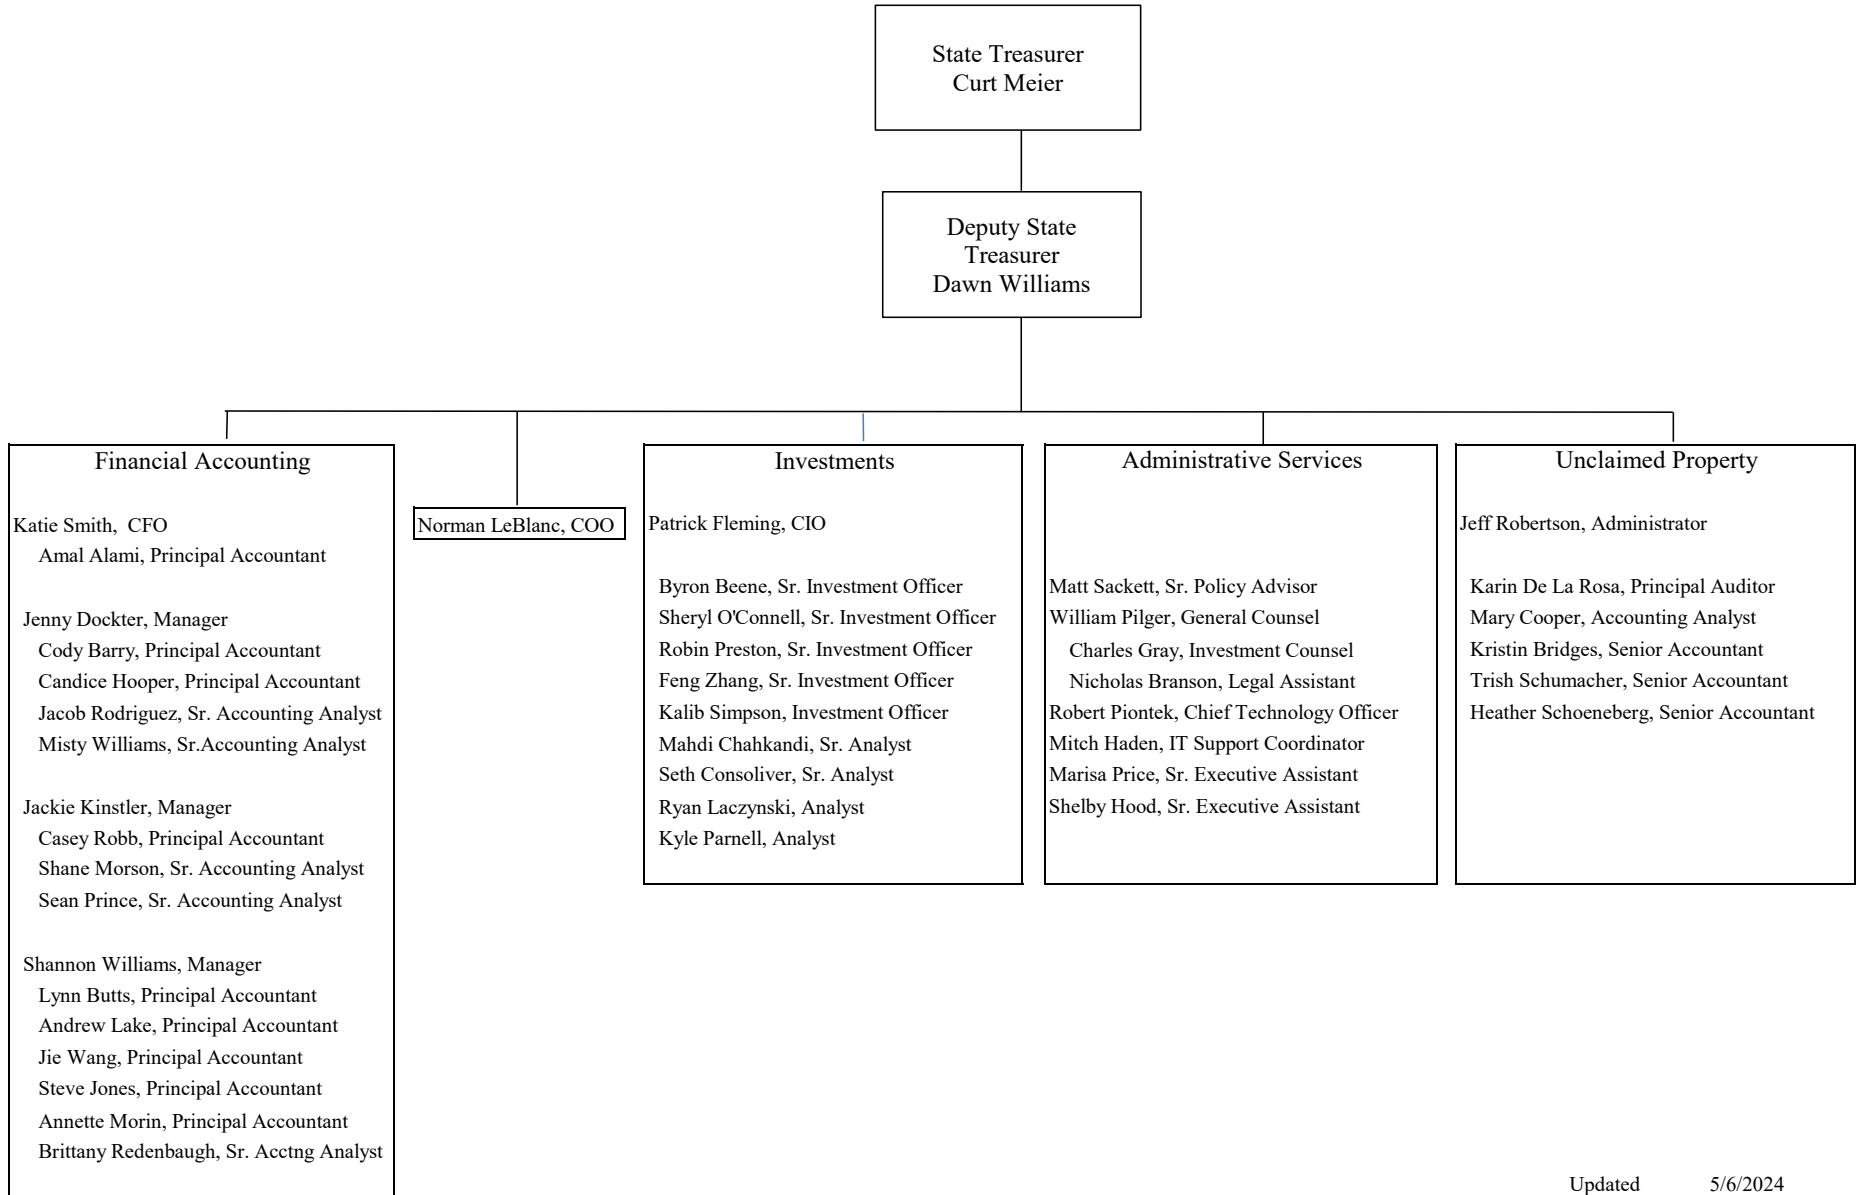 State Treasurer
Curt Meier
Deputy State
Treasurer
Dawn Williams
Financial Accounting
Katie Smith,  CFO
Amal Alami, Principal Accountant
Jenny Dockter, Manager
Cody Barry, Principal Accountant
Candice Hooper, Principal Accountant
Jacob Rodriguez, Sr. Accounting Analyst
Misty Williams, Sr.Accounting Analyst
Jackie Kinstler, Manager
Casey Robb, Principal Accountant
Shane Morson, Sr. Accounting Analyst
Sean Prince, Sr. Accounting Analyst
Shannon Williams, Manager
Lynn Butts, Principal Accountant
Andrew Lake, Principal Accountant
Jie Wang, Principal Accountant
Steve Jones, Principal Accountant
Annette Morin, Principal Accountant
Brittany Redenbaugh, Sr. Acctng Analyst
Norman LeBlanc, COO
Investments
Patrick Fleming, CIO
Byron Beene, Sr. Investment Officer
Sheryl O'Connell, Sr. Investment Officer
Robin Preston, Sr. Investment Officer
Feng Zhang, Sr. Investment Officer
Kalib Simpson, Investment Officer
Mahdi Chahkandi, Sr. Analyst
Seth Consoliver, Sr. Analyst
Ryan Laczynski, Analyst
Kyle Parnell, Analyst
Administrative Services
Matt Sackett, Sr. Policy Advisor
William Pilger, General Counsel
Charles Gray, Investment Counsel
Nicholas Branson, Legal Assistant
Robert Piontek, Chief Technology Officer
Mitch Haden, IT Support Coordinator
Marisa Price, Sr. Executive Assistant
Shelby Hood, Sr. Executive Assistant
Unclaimed Property
Jeff Robertson, Administrator
Karin De La Rosa, Principal Auditor
Mary Cooper, Accounting Analyst
Kristin Bridges, Senior Accountant
Trish Schumacher, Senior Accountant
Heather Schoeneberg, Senior Accountant
Updated 5/6/2024